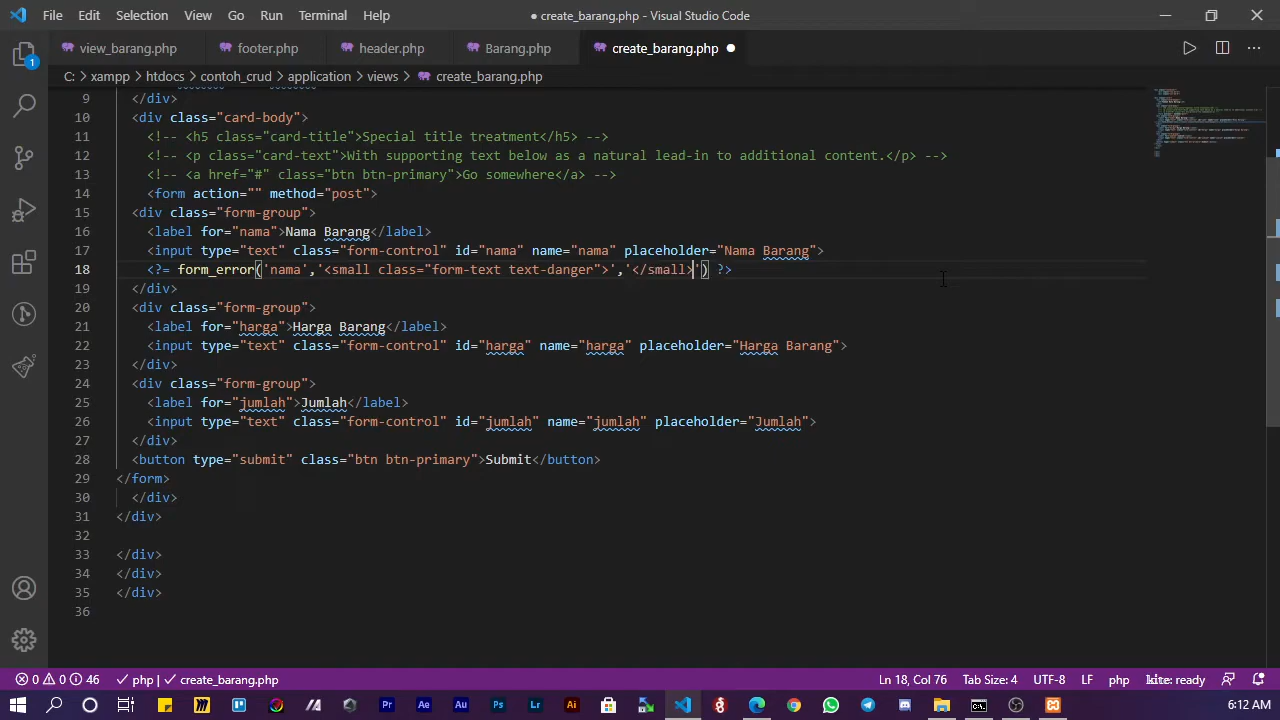 File Edit Selection View Go Run Terminal Help ● create_barang.php - Visual Studio Code
view_barang.php footer.php header.php Barang.php create_barang.php
C: > xampp > htdocs > contoh_crud > application > views > create_barang.php
9 </div>
10 <div class="card-body">
11 <!-- <h5 class="card-title">Special title treatment</h5> -->
12 <!-- <p class="card-text">With supporting text below as a natural lead-in to additional content.</p> -->
13 <!-- <a href="#" class="btn btn-primary">Go somewhere</a> -->
14 <form action="" method="post">
15 <div class="form-group">
16 <label for="nama">Nama Barang</label>
17 <input type="text" class="form-control" id="nama" name="nama" placeholder="Nama Barang">
18 <?= form_error('nama','<small class="form-text text-danger">','</small>') ?>
19 </div>
20 <div class="form-group">
21 <label for="harga">Harga Barang</label>
22 <input type="text" class="form-control" id="harga" name="harga" placeholder="Harga Barang">
23 </div>
24 <div class="form-group">
25 <label for="jumlah">Jumlah</label>
26 <input type="text" class="form-control" id="jumlah" name="jumlah" placeholder="Jumlah">
27 </div>
28 <button type="submit" class="btn btn-primary">Submit</button>
29 </form>
30 </div>
31 </div>
32
33 </div>
34 </div>
35 </div>
36
1
0 0 46 php | create_barang.php Ln 18, Col 76 Tab Size: 4 UTF-8 LF php kite: ready
Pr Ae Au Ps Lr Ai 6:12 AM